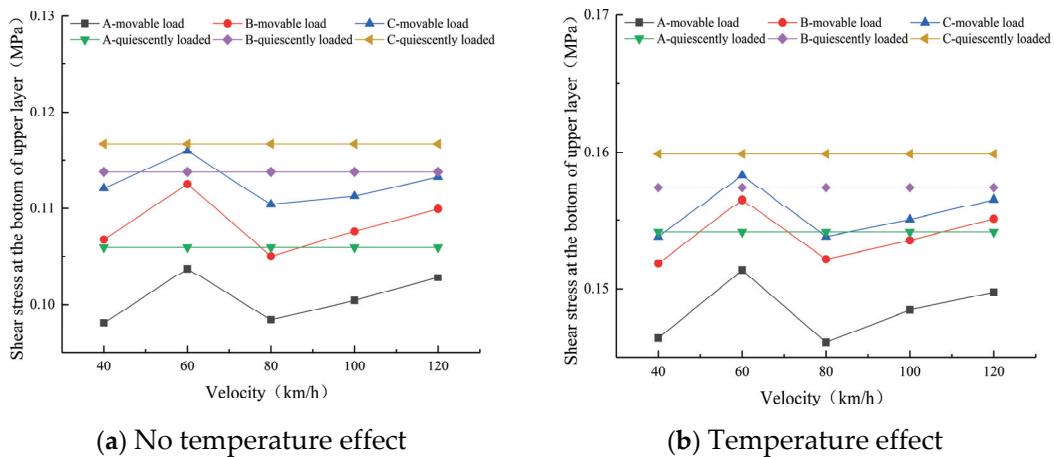 A-movable load B-movable load C-movable load
A-quiescently loaded B-quiescently loaded C-quiescently loaded
Shear stress at the bottom of upper layer（MPa）
0.13
0.12
0.11
0.10
40 60 80 100 120
Velocity（km/h）
(a) No temperature effect
A-movable load B-movable load C-movable load
A-quiescently loaded B-quiescently loaded C-quiescently loaded
Shear stress at the bottom of upper layer（MPa）
0.17
0.16
0.15
40 60 80 100 120
Velocity（km/h）
(b) Temperature effect